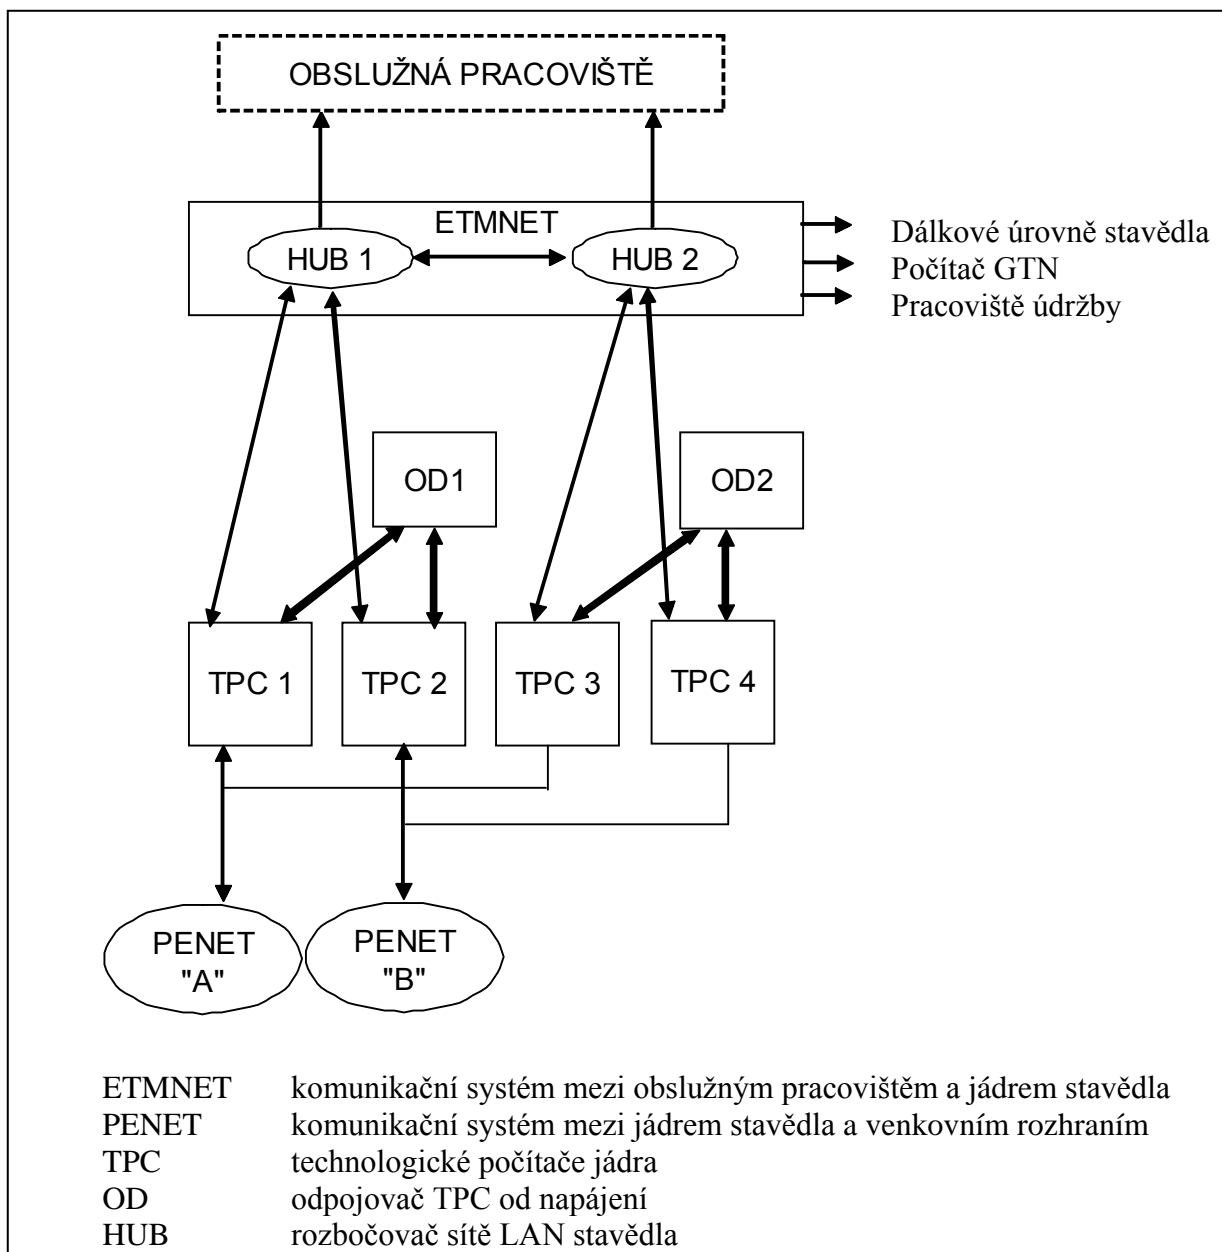 OBSLUŽNÁ PRACOVIŠTĚ
ETMNET
HUB 1
HUB 2
Dálkové úrovně stavědla
Počítač GTN
Pracoviště údržby
OD1
OD2
TPC 1
TPC 2
TPC 3
TPC 4
PENET
"A"
PENET
"B"
ETMNET komunikační systém mezi obslužným pracovištěm a jádrem stavědla
PENET komunikační systém mezi jádrem stavědla a venkovním rozhraním
TPC technologické počítače jádra
OD odpojovač TPC od napájení
HUB rozbočovač sítě LAN stavědla